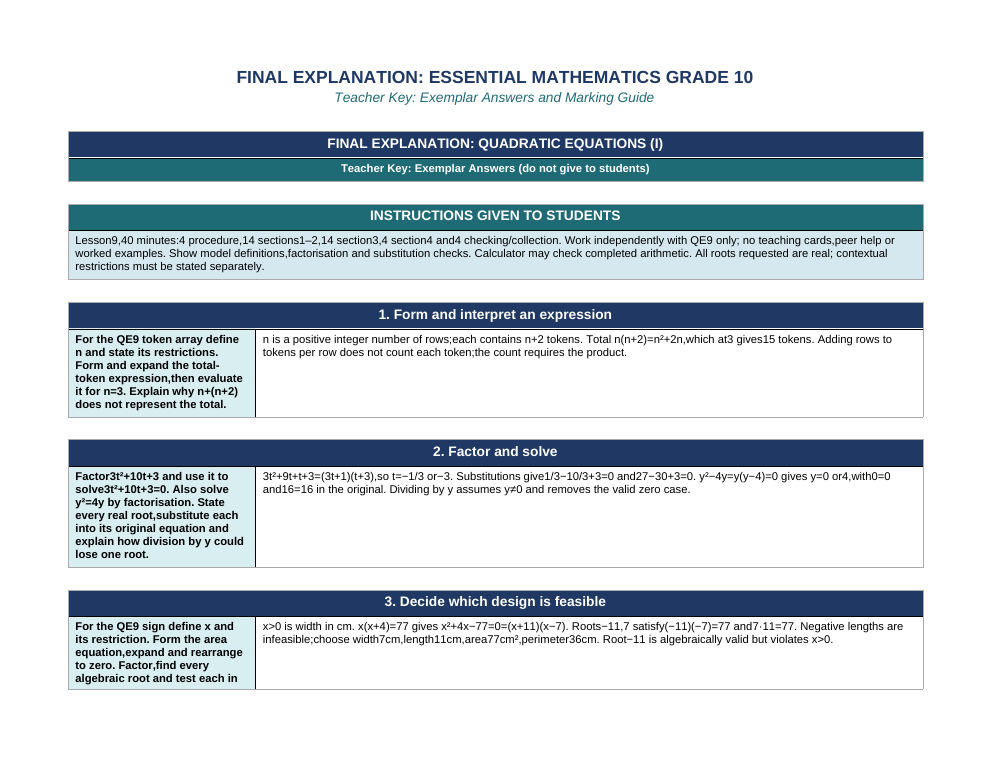 FINAL EXPLANATION: ESSENTIAL MATHEMATICS GRADE 10
Teacher Key: Exemplar Answers and Marking Guide
FINAL EXPLANATION: QUADRATIC EQUATIONS (I)
Teacher Key: Exemplar Answers (do not give to students)
INSTRUCTIONS GIVEN TO STUDENTS
Lesson9,40 minutes:4 procedure,14 sections1–2,14 section3,4 section4 and4 checking/collection. Work independently with QE9 only; no teaching cards,peer help or
worked examples. Show model definitions,factorisation and substitution checks. Calculator may check completed arithmetic. All roots requested are real; contextual
restrictions must be stated separately.
1. Form and interpret an expression
For the QE9 token array define
n and state its restrictions.
Form and expand the total-
token expression,then evaluate
it for n=3. Explain why n+(n+2)
does not represent the total.
n is a positive integer number of rows;each contains n+2 tokens. Total n(n+2)=n²+2n,which at3 gives15 tokens. Adding rows to
tokens per row does not count each token;the count requires the product.
2. Factor and solve
Factor3t²+10t+3 and use it to
solve3t²+10t+3=0. Also solve
y²=4y by factorisation. State
every real root,substitute each
into its original equation and
explain how division by y could
lose one root.
3t²+9t+t+3=(3t+1)(t+3),so t=−1/3 or−3. Substitutions give1/3−10/3+3=0 and27−30+3=0. y²−4y=y(y−4)=0 gives y=0 or4,with0=0
and16=16 in the original. Dividing by y assumes y≠0 and removes the valid zero case.
3. Decide which design is feasible
For the QE9 sign define x and
its restriction. Form the area
equation,expand and rearrange
to zero. Factor,find every
algebraic root and test each in
x>0 is width in cm. x(x+4)=77 gives x²+4x−77=0=(x+11)(x−7). Roots−11,7 satisfy(−11)(−7)=77 and7·11=77. Negative lengths are
infeasible;choose width7cm,length11cm,area77cm²,perimeter36cm. Root−11 is algebraically valid but violates x>0.